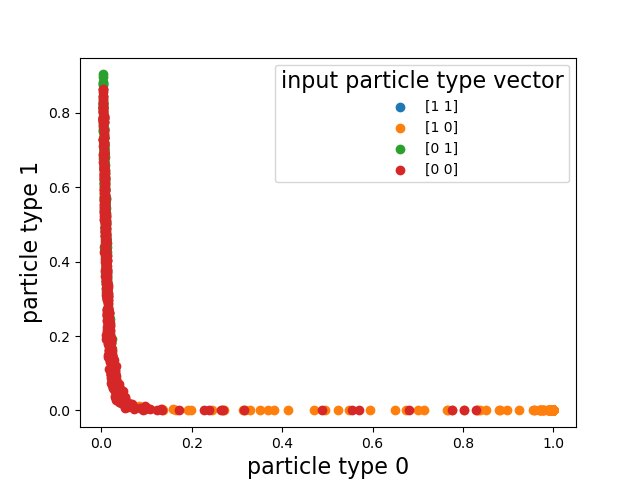 input particle type vector
[1 1]
[1 0]
[0 1]
[0 0]
particle type 1
0.8
0.6
0.4
0.2
0.0
0.0 0.2 0.4 0.6 0.8 1.0
particle type 0